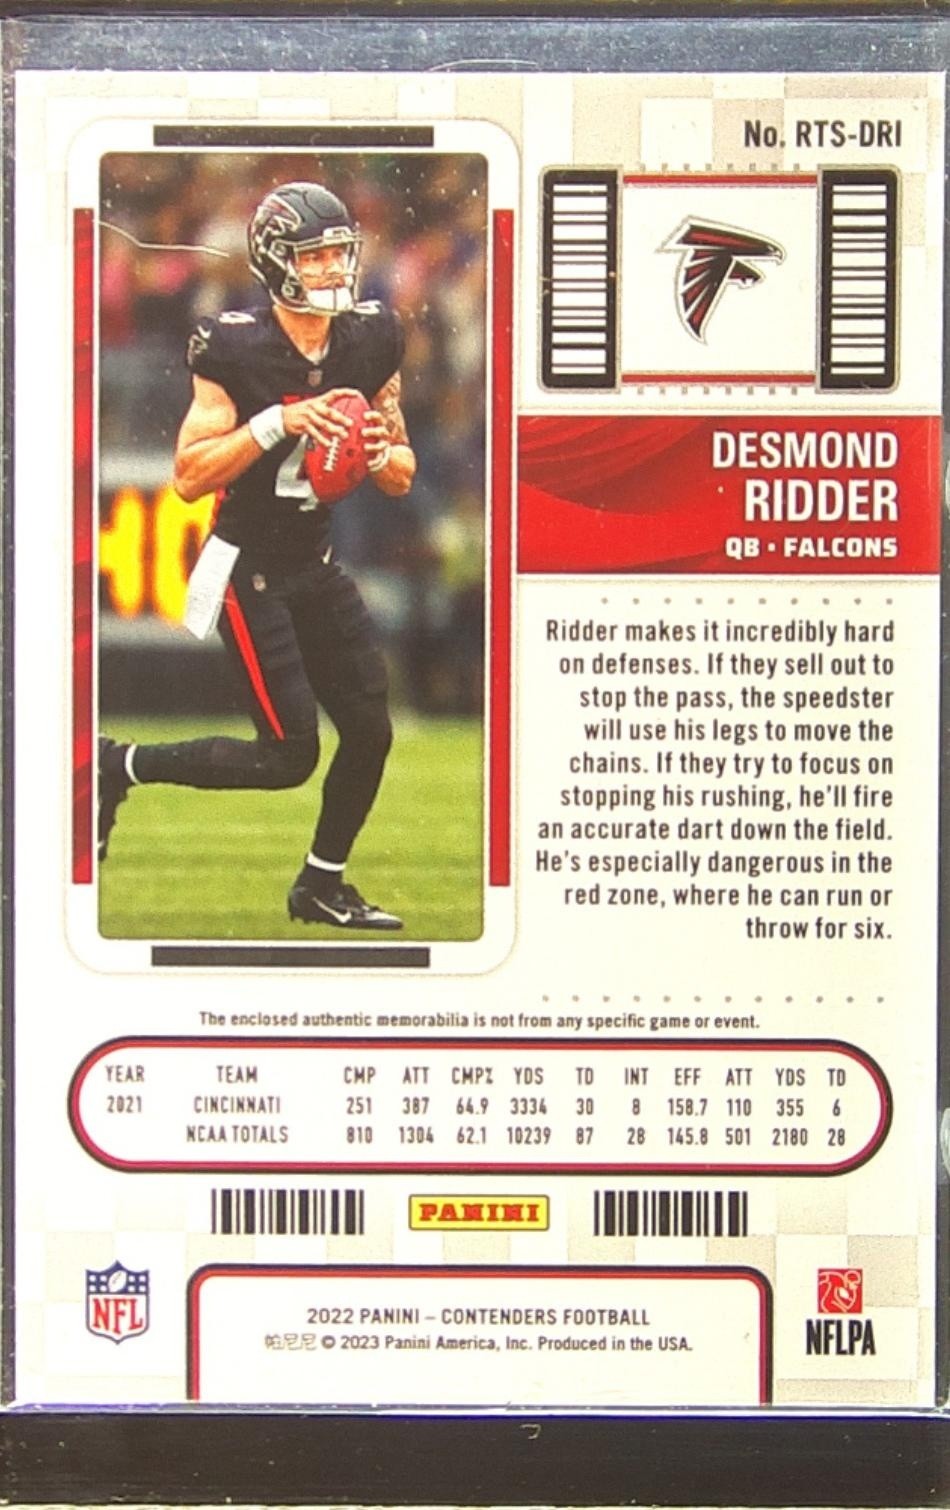 No. RTS-DRI
DESMOND
RIDDER
QB • FALCONS
Ridder makes it incredibly hard
on defenses. If they sell out to
stop the pass, the speedster
will use his legs to move the
chains. If they try to focus on
stopping his rushing, he'll fire
an accurate dart down the field.
He's especially dangerous in the
red zone, where he can run or
throw for six.
The enclosed authentic memorabilia is not from any specific game or event.
YEAR TEAM CMP ATT CMP% YDS TD INT EFF ATT YDS TD
2021 CINCINNATI 251 387 64.9 3334 30 8 158.7 110 355 6
NCAA TOTALS 810 1304 62.1 10239 87 28 145.8 501 2180 28
PANINI
NFL
NFLPA
2022 PANINI – CONTENDERS FOOTBALL
帕尼尼 © 2023 Panini America, Inc. Produced in the USA.
4
4
HO